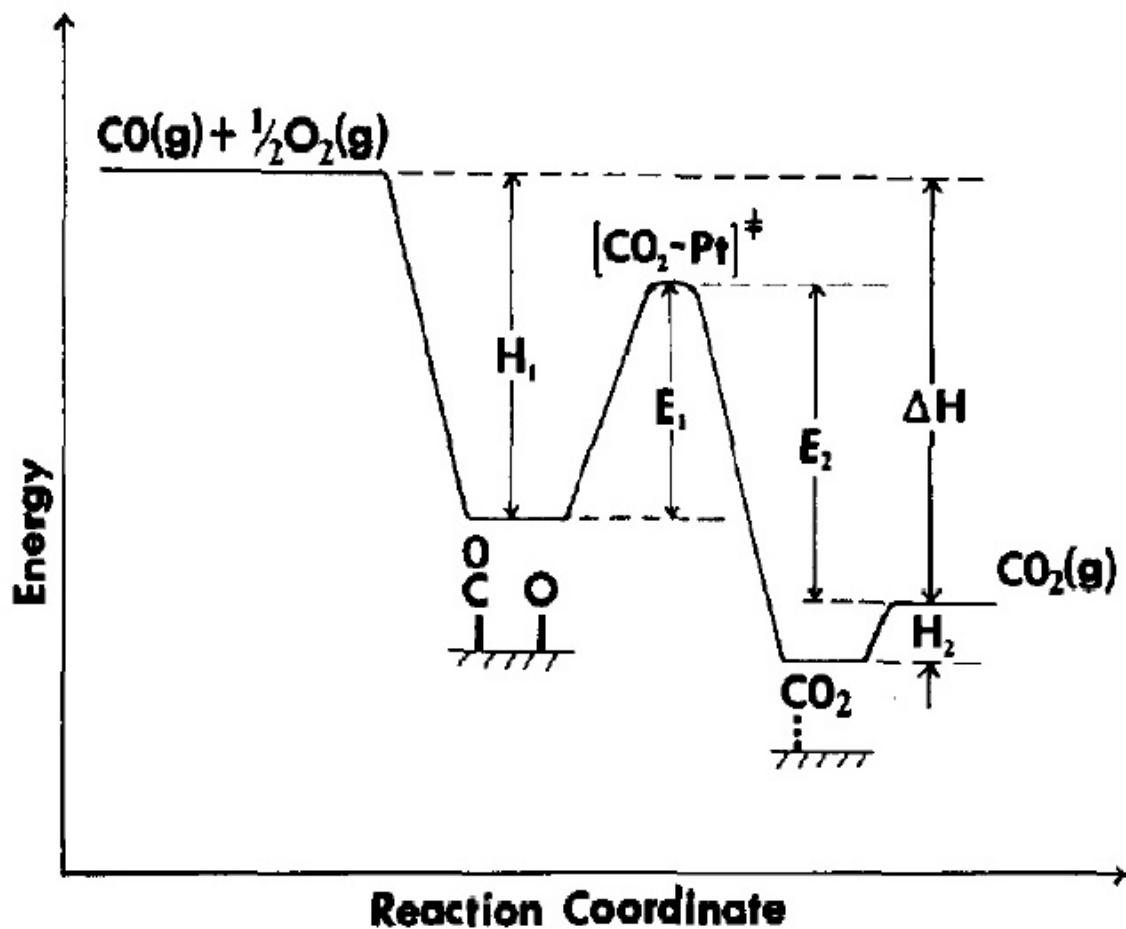 CO(g) + ½O₂(g)
[CO₂-Pt]‡
H₁
E₁
E₂
ΔH
Energy
O
C O
CO₂(g)
H₂
CO₂
Reaction Coordinate